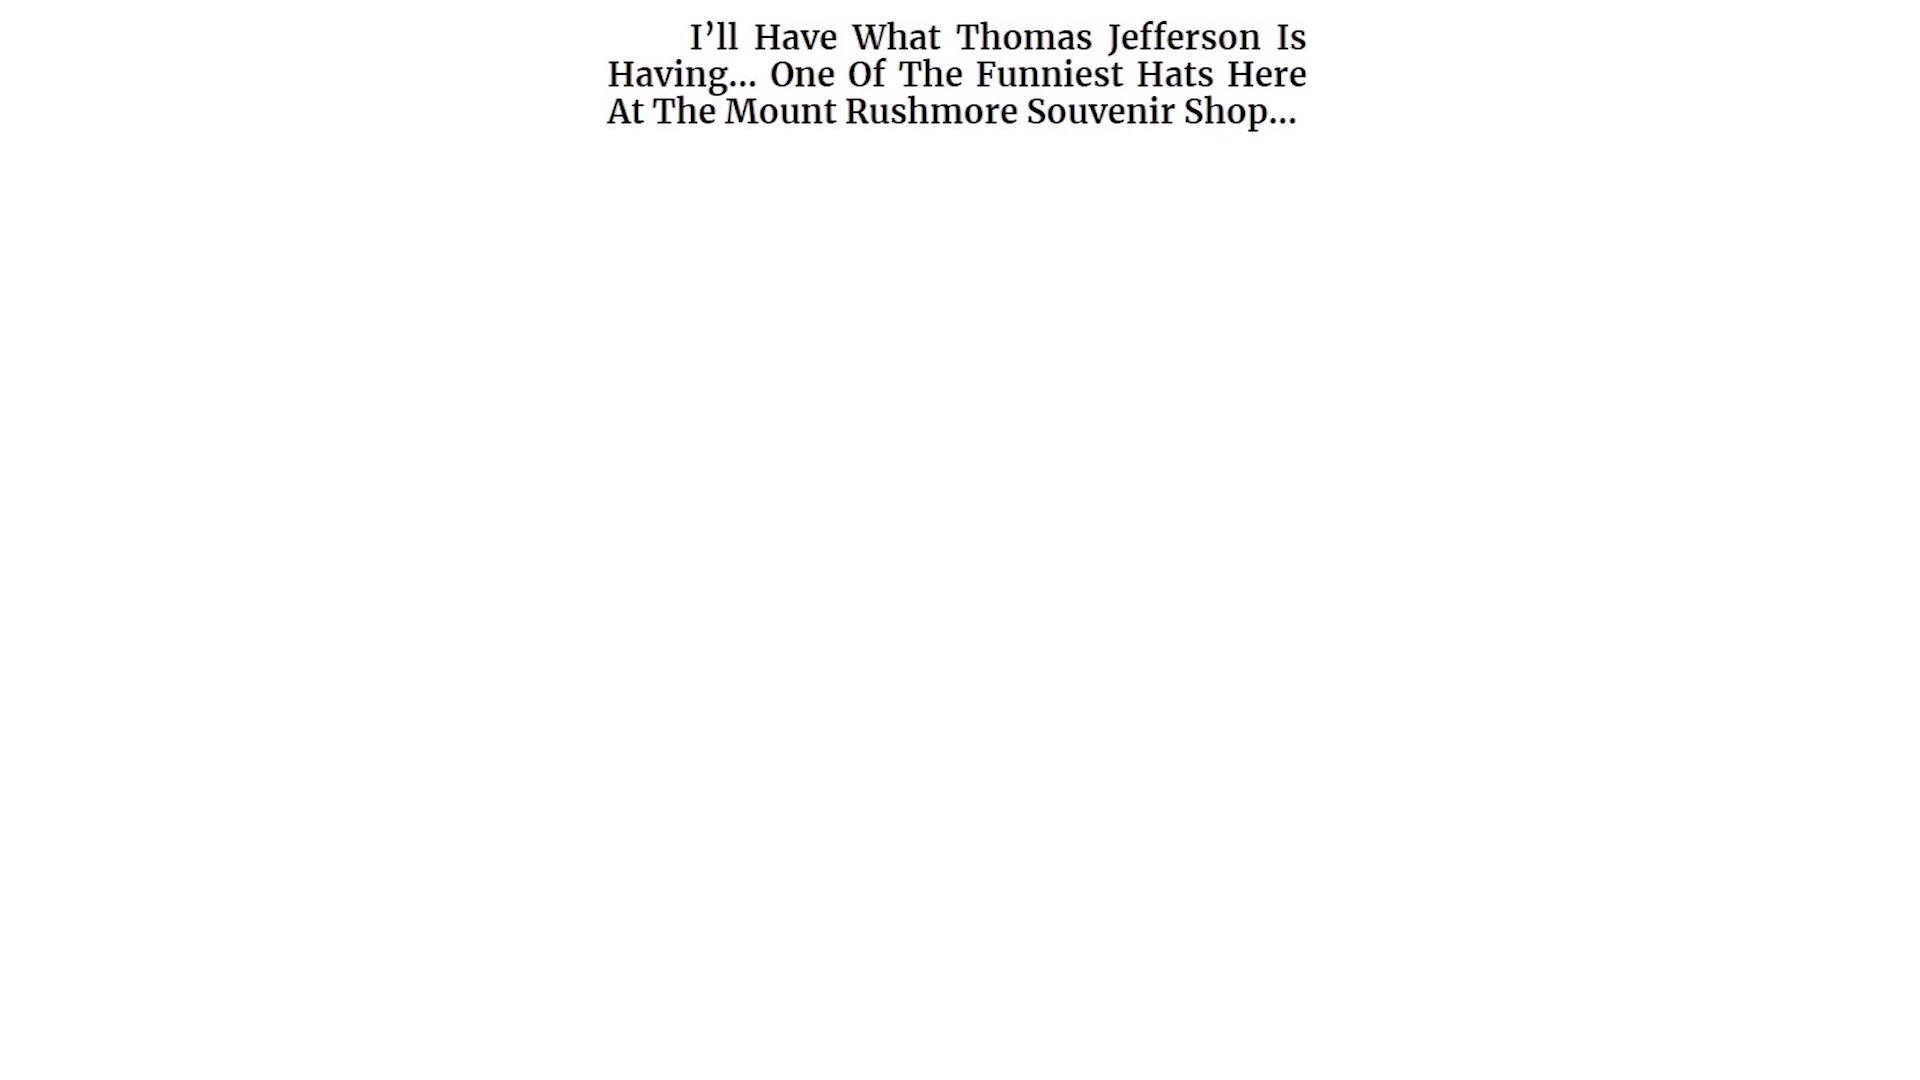 I’ll Have What Thomas Jefferson Is
Having... One Of The Funniest Hats Here
At The Mount Rushmore Souvenir Shop...